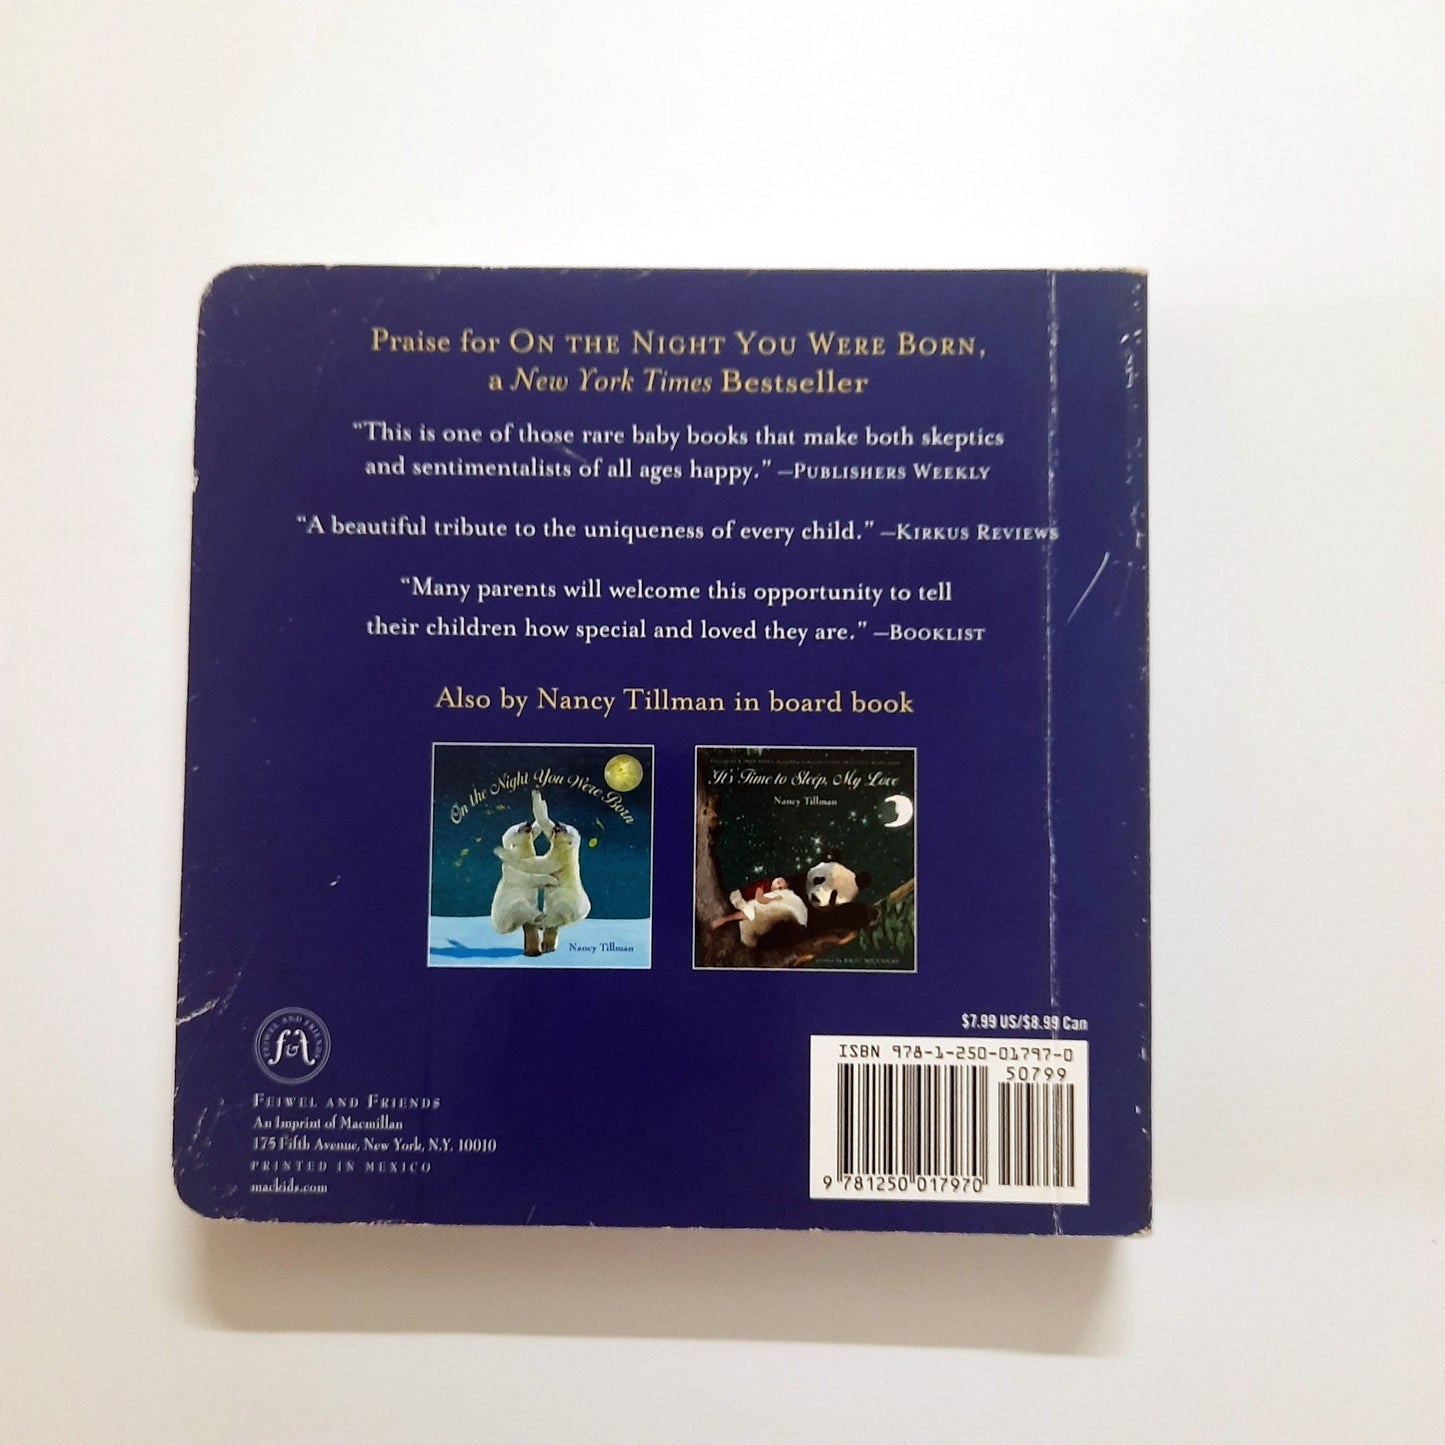 Praise for ON THE NIGHT YOU WERE BORN,
a New York Times Bestseller
“This is one of those rare baby books that make both skeptics
and sentimentalists of all ages happy.” —PUBLISHERS WEEKLY
“A beautiful tribute to the uniqueness of every child.” —KIRKUS REVIEWS
“Many parents will welcome this opportunity to tell
their children how special and loved they are.” —BOOKLIST
Also by Nancy Tillman in board book
On the Night You Were Born
Nancy Tillman
It's Time to Sleep, My Love
Nancy Tillman
FEIWEL AND FRIENDS
f&f
FEIWEL AND FRIENDS
An Imprint of Macmillan
175 Fifth Avenue, New York, N.Y. 10010
PRINTED IN MEXICO
mackids.com
$7.99 US/$8.99 Can
ISBN 978-1-250-01797-0
50799
9 781250 017970